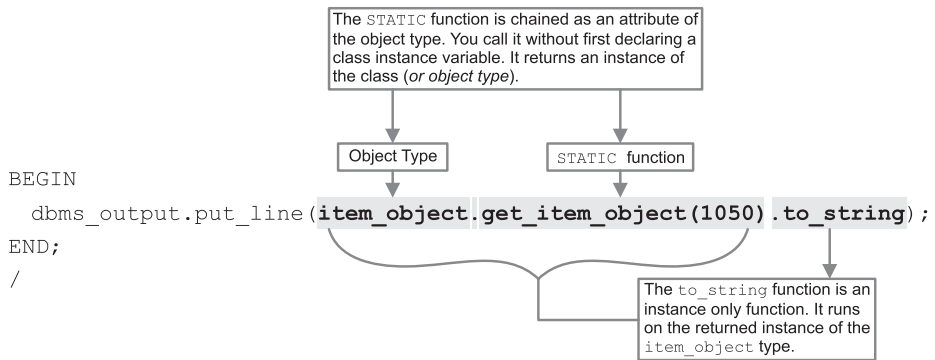 The STATIC function is chained as an attribute of
the object type. You call it without first declaring a
class instance variable. It returns an instance of
the class (or object type).
Object Type
STATIC function
BEGIN
dbms_output.put_line(item_object.get_item_object(1050).to_string);
END;
/
The to_string function is an
instance only function. It runs
on the returned instance of the
item_object type.